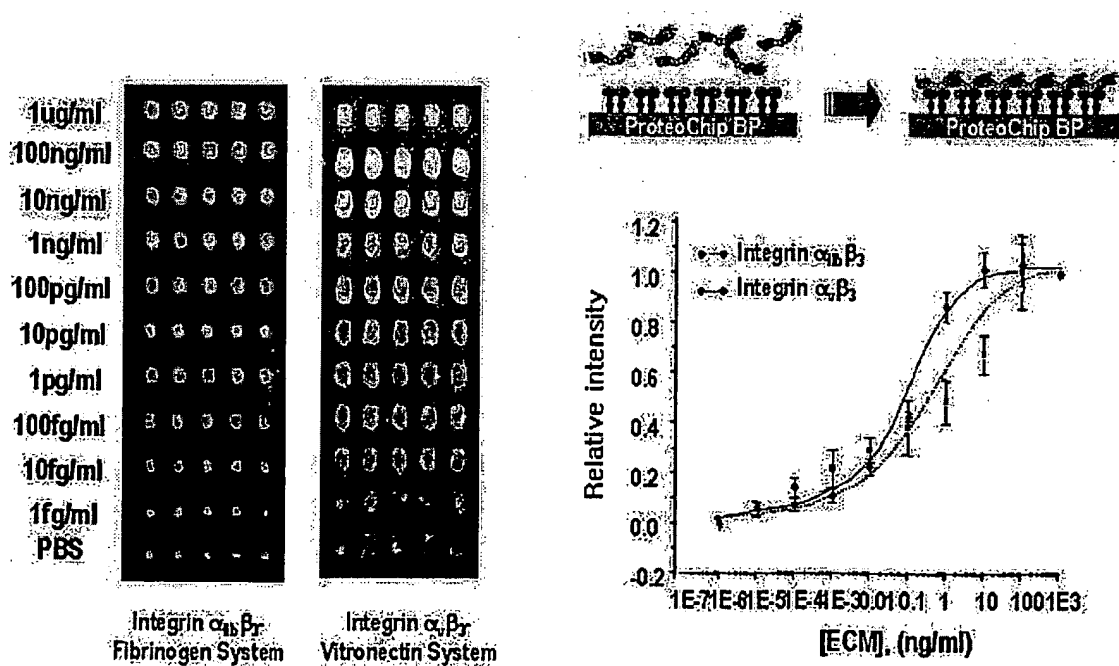 1ug/ml
100ng/ml
10ng/ml
1ng/ml
100pg/ml
10pg/ml
1pg/ml
100fg/ml
10fg/ml
1fg/ml
PBS
Integrin αIIbβ3-
Fibrinogen System
Integrin αvβ3-
Vitronectin System
ProteoChip BP
ProteoChip BP
Integrin αIIbβ3
Integrin αvβ3
Relative intensity
1.2
1.0
0.8
0.6
0.4
0.2
0.0
-0.2
1E-7 1E-6 1E-5 1E-4 1E-3 0.01 0.1 1 10 100 1E3
[ECM]. (ng/ml)